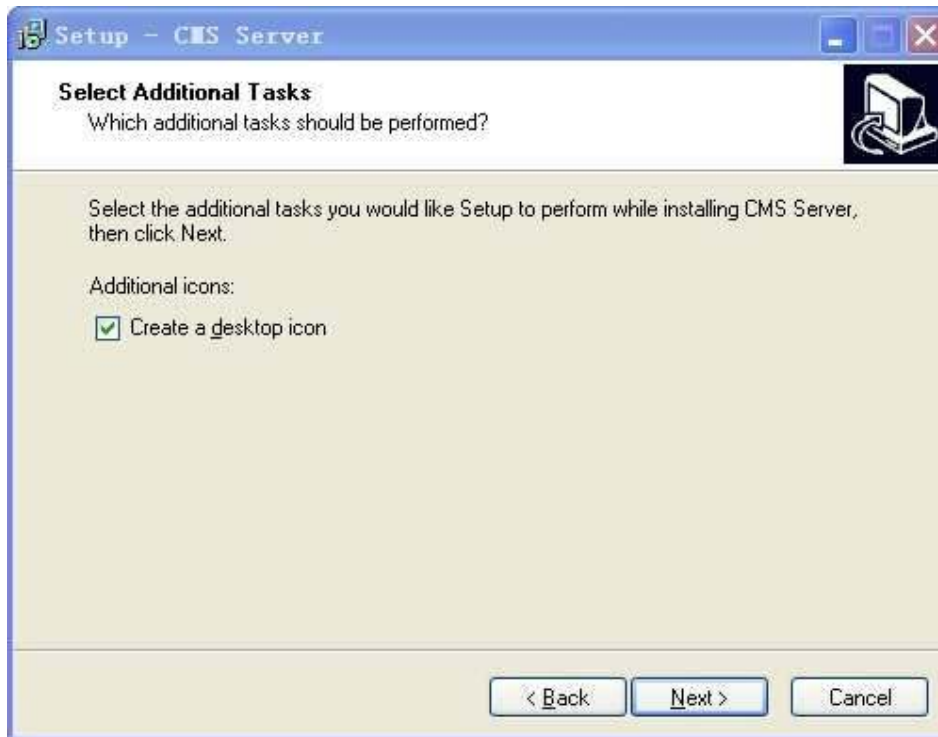 Setup - CMS Server
Select Additional Tasks
Which additional tasks should be performed?
Select the additional tasks you would like Setup to perform while installing CMS Server,
then click Next.
Additional icons:
Create a desktop icon
< Back
Next >
Cancel